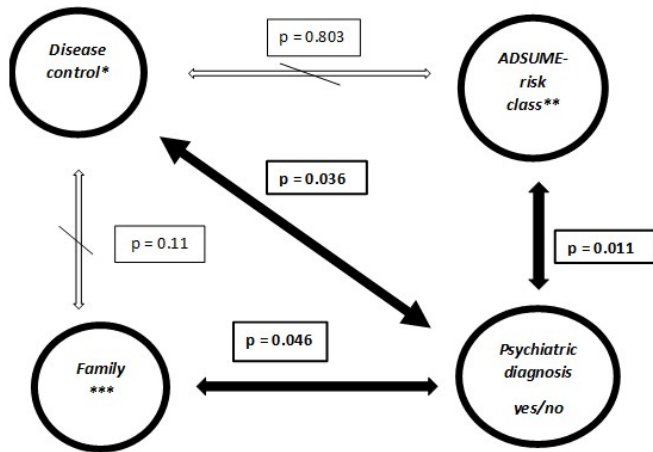 Disease
control*
p = 0.803
ADSUME-
risk
class**
p = 0.036
p = 0.11
p = 0.011
p = 0.046
Family
***
Psychiatric
diagnosis
yes/no